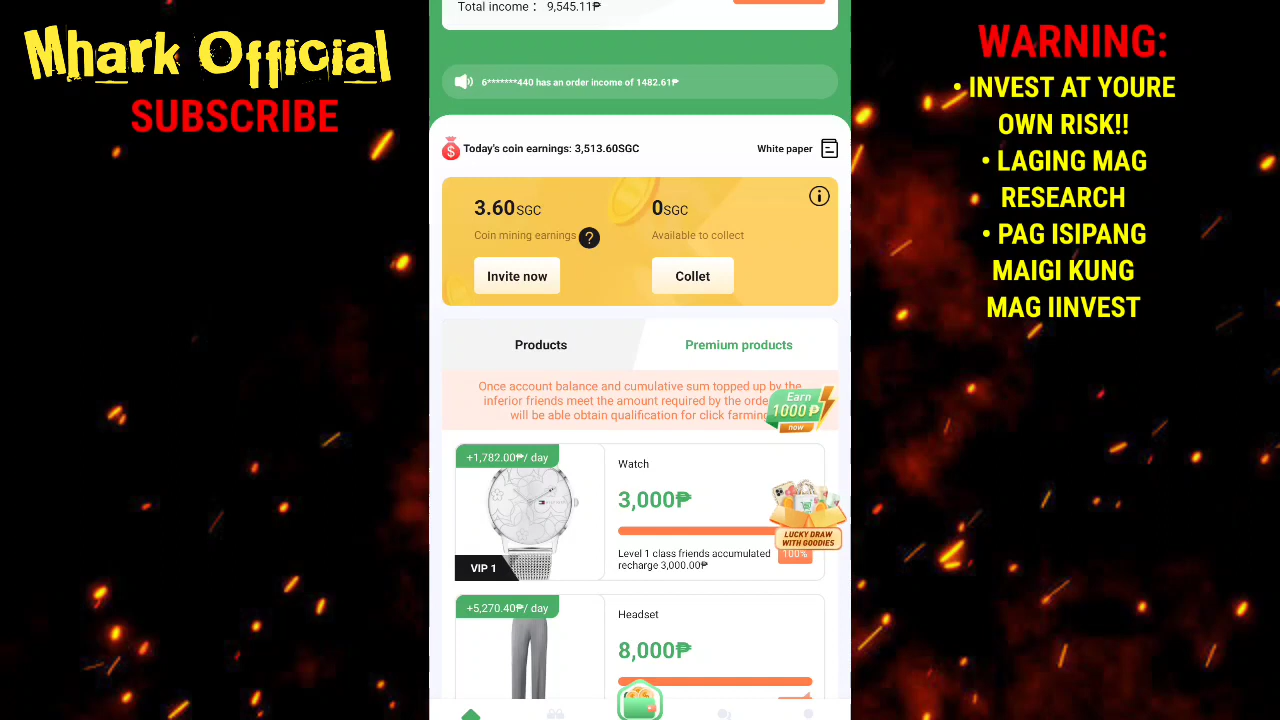 Mhark Official
SUBSCRIBE
Total income : 9,545.11₱
6*******440 has an order income of 1482.61₱
Today's coin earnings: 3,513.60SGC
White paper
3.60SGC
0SGC
Coin mining earnings ?
Available to collect
Invite now
Collet
Products
Premium products
Once account balance and cumulative sum topped up by the
inferior friends meet the amount required by the orde
will be able obtain qualification for click farming
Earn
1000 ₱
now
+1,782.00₱/ day
VIP 1
Watch
3,000₱
Level 1 class friends accumulated
recharge 3,000.00₱
100%
LUCKY DRAW
WITH GOODIES
+5,270.40₱/ day
Headset
8,000₱
WARNING:
• INVEST AT YOURE
OWN RISK!!
• LAGING MAG
RESEARCH
• PAG ISIPANG
MAIGI KUNG
MAG IINVEST